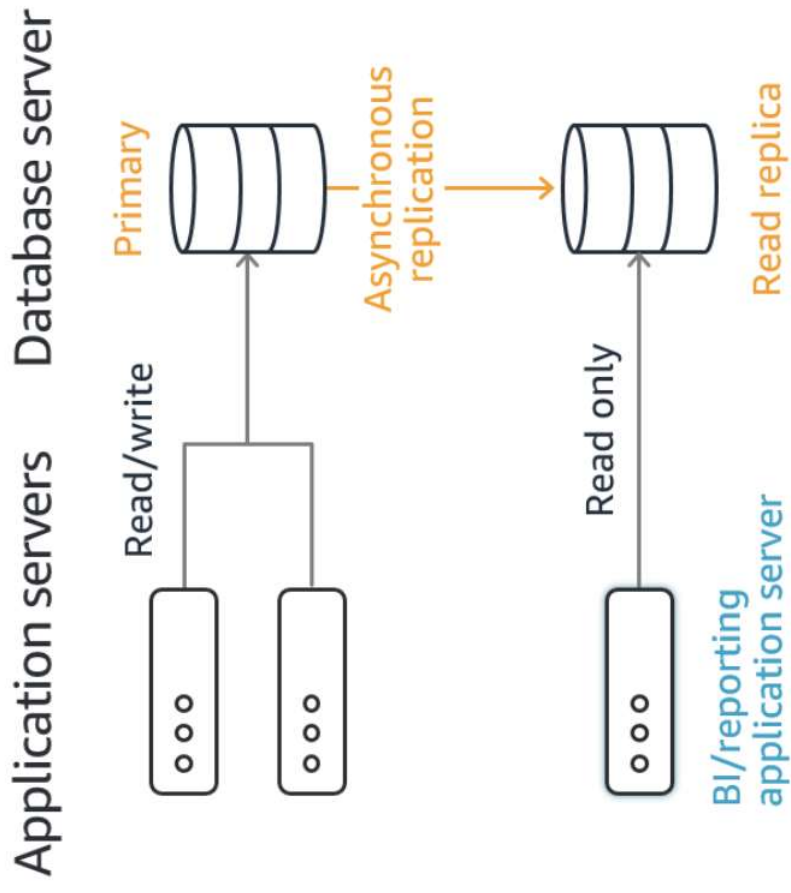 Application servers
Database server
Read/write
Primary
Asynchronous
replication
Read only
BI/reporting
application server
Read replica